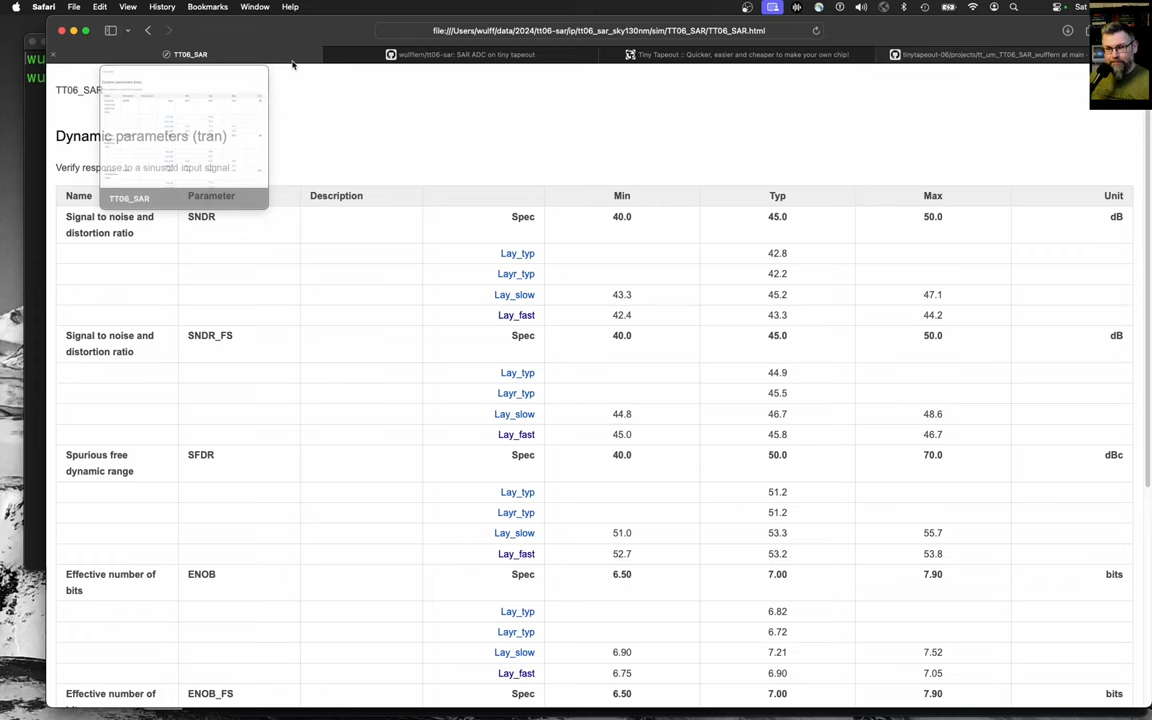 Safari File Edit View History Bookmarks Window Help Sat
file:///Users/wulff/data/2024/tt06-sar/ip/tt06_sar_sky130nm/sim/TT06_SAR/TT06_SAR.html
TT06_SAR wulffern/tt06-sar: SAR ADC on tiny tapeout Tiny Tapeout :: Quicker, easier and cheaper to make your own chip! tinytapeout-06/projects/tt_um_TT06_SAR_wulffern at main
TT06_SAR
Dynamic parameters (tran)
Verify response to a sinusoid input signal
TT06_SAR
Name Parameter Description Min Typ Max Unit
Signal to noise and SNDR Spec 40.0 45.0 50.0 dB
distortion ratio
Lay_typ 42.8
Layr_typ 42.2
Lay_slow 43.3 45.2 47.1
Lay_fast 42.4 43.3 44.2
Signal to noise and SNDR_FS Spec 40.0 45.0 50.0 dB
distortion ratio
Lay_typ 44.9
Layr_typ 45.5
Lay_slow 44.8 46.7 48.6
Lay_fast 45.0 45.8 46.7
Spurious free SFDR Spec 40.0 50.0 70.0 dBc
dynamic range
Lay_typ 51.2
Layr_typ 51.2
Lay_slow 51.0 53.3 55.7
Lay_fast 52.7 53.2 53.8
Effective number of ENOB Spec 6.50 7.00 7.90 bits
bits
Lay_typ 6.82
Layr_typ 6.72
Lay_slow 6.90 7.21 7.52
Lay_fast 6.75 6.90 7.05
Effective number of ENOB_FS Spec 6.50 7.00 7.90 bits